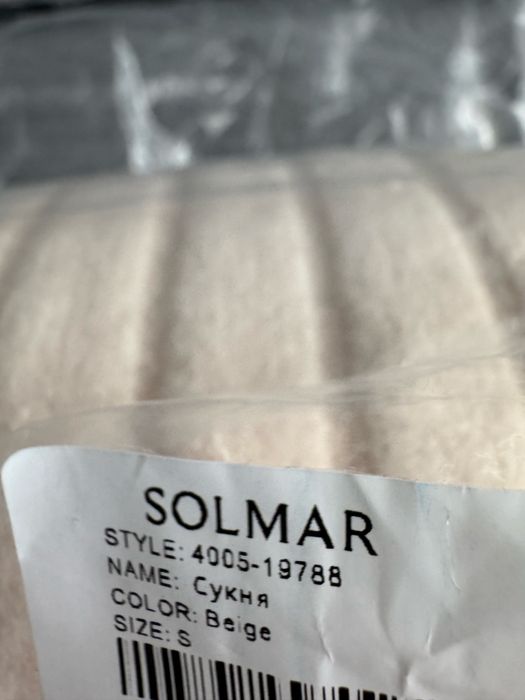 SOLMAR
STYLE: 4005-19788
NAME: Сукня
COLOR: Beige
SIZE: S